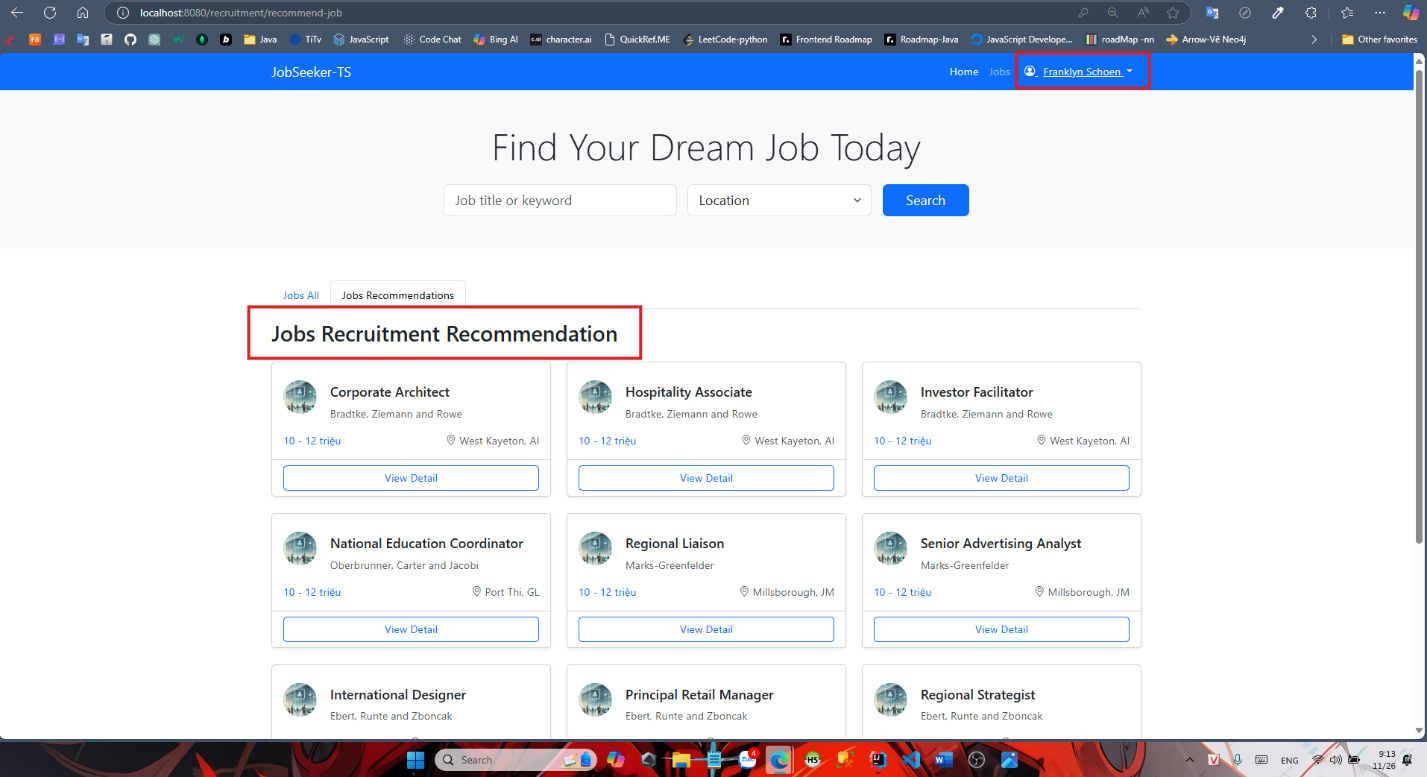 localhost:8080/recruitment/recommend-job
Java TiTv JavaScript Code Chat Bing AI character.ai QuickRef.ME LeetCode-python Frontend Roadmap Roadmap-Java JavaScript Develope... roadMap -nn Arrow-Vẽ Neo4j Other favorites
JobSeeker-TS Home Jobs Franklyn Schoen
Find Your Dream Job Today
Job title or keyword Location Search
Jobs All Jobs Recommendations
Jobs Recruitment Recommendation
Corporate Architect
Bradtke, Ziemann and Rowe
10 - 12 triệu West Kayeton, AI
View Detail
Hospitality Associate
Bradtke, Ziemann and Rowe
10 - 12 triệu West Kayeton, AI
View Detail
Investor Facilitator
Bradtke, Ziemann and Rowe
10 - 12 triệu West Kayeton, AI
View Detail
National Education Coordinator
Oberbrunner, Carter and Jacobi
10 - 12 triệu Port Thi, GL
View Detail
Regional Liaison
Marks-Greenfelder
10 - 12 triệu Millsborough, JM
View Detail
Senior Advertising Analyst
Marks-Greenfelder
10 - 12 triệu Millsborough, JM
View Detail
International Designer
Ebert, Runte and Zboncak
Principal Retail Manager
Ebert, Runte and Zboncak
Regional Strategist
Ebert, Runte and Zboncak
Search ENG 9:13
11/26